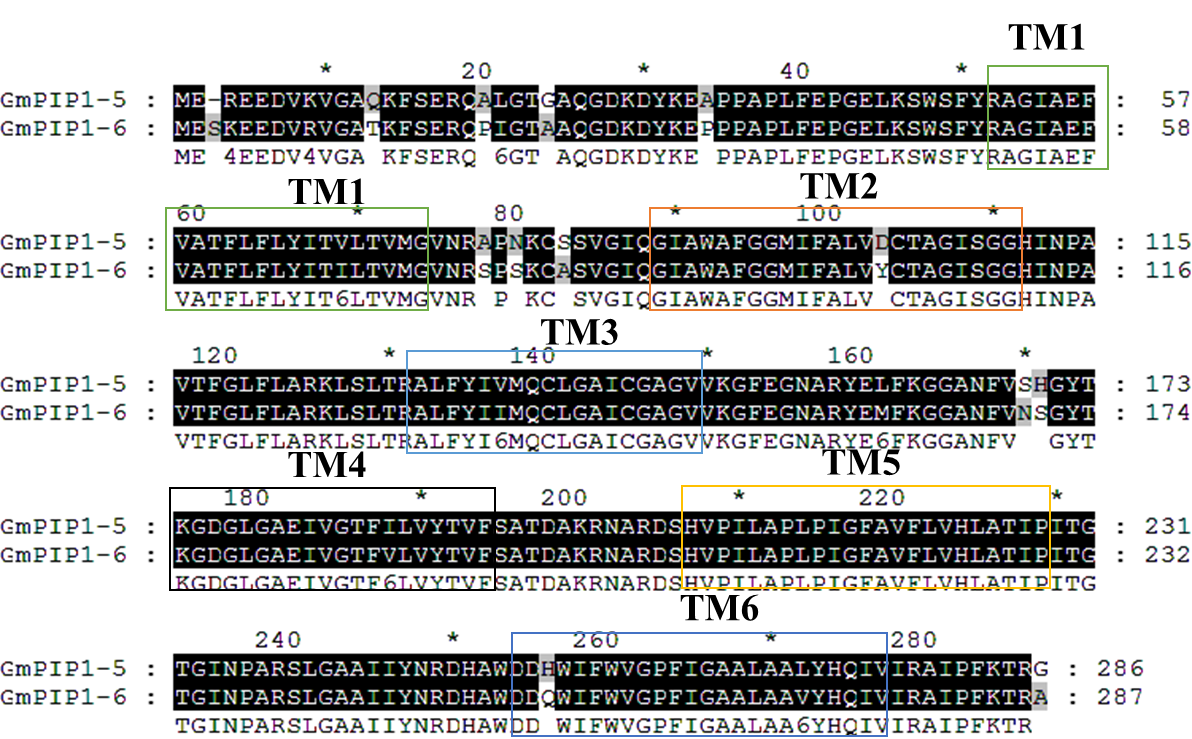 TM1
* 20 * 40 *
GmPIP1-5 : ME-REEDVKVGAQKFSERQALGTGAQGDKDYKEAPPAPLFEPGELKSWSFYRAGIAEF : 57
GmPIP1-6 : MESKEEDVRVGATKFSERQPIGTAAQGDKDYKEPPPAPLFEPGELKSWSFYRAGIAEF : 58
ME 4EEDV4VGA KFSERQ 6GT AQGDKDYKE PPAPLFEPGELKSWSFYRAGIAEF
TM1 TM2
60 * 80 * 100 *
GmPIP1-5 : VATFLFLYITVLTVMGVNRAPNKCSSVGIQGIAWAFGGMIFALVDCTAGISGGHINPA : 115
GmPIP1-6 : VATFLFLYITILTVMGVNRSPSKCASVGIQGIAWAFGGMIFALVYCTAGISGGHINPA : 116
VATFLFLYIT6LTVMGVNR P KC SVGIQGIAWAFGGMIFALV CTAGISGGHINPA
TM3
120 * 140 * 160 *
GmPIP1-5 : VTFGLFLARKLSLTRALFYIVMQCLGAICGAGVVKGFEGNARYELFKGGANFVSHGYT : 173
GmPIP1-6 : VTFGLFLARKLSLTRALFYIIMQCLGAICGAGVVKGFEGNARYEMFKGGANFVNSGYT : 174
VTFGLFLARKLSLTRALFYI6MQCLGAICGAGVVKGFEGNARYE6FKGGANFV GYT
TM4 TM5
180 * 200 * 220 *
GmPIP1-5 : KGDGLGAEIVGTFILVYTVFSATDAKRNARDSHVPILAPLPIGFAVFLVHLATIPITG : 231
GmPIP1-6 : KGDGLGAEIVGTFVLVYTVFSATDAKRNARDSHVPILAPLPIGFAVFLVHLATIPITG : 232
KGDGLGAEIVGTF6LVYTVFSATDAKRNARDSHVPILAPLPIGFAVFLVHLATIPITG
TM6
240 * 260 * 280
GmPIP1-5 : TGINPARSLGAAIIYNRDHAWDDHWIFWVGPFIGAALAALYHQIVIRAIPFKTRG : 286
GmPIP1-6 : TGINPARSLGAAIIYNRDHAWDDQWIFWVGPFIGAALAAVYHQIVIRAIPFKTRA : 287
TGINPARSLGAAIIYNRDHAWDD WIFWVGPFIGAALAA6YHQIVIRAIPFKTR